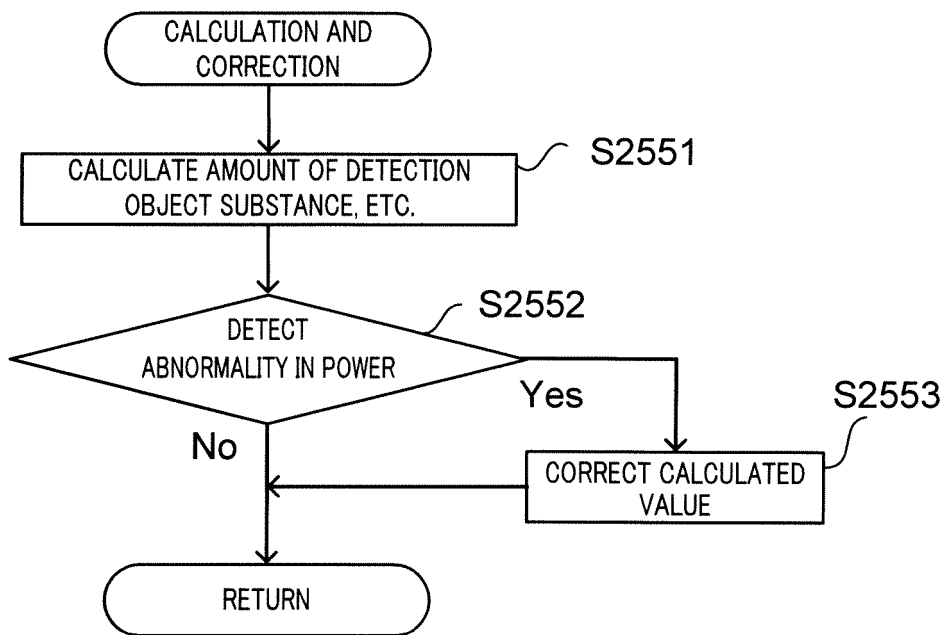 CALCULATION AND
CORRECTION
S2551
CALCULATE AMOUNT OF DETECTION
OBJECT SUBSTANCE, ETC.
S2552
DETECT
ABNORMALITY IN POWER
Yes
S2553
No
CORRECT CALCULATED
VALUE
RETURN